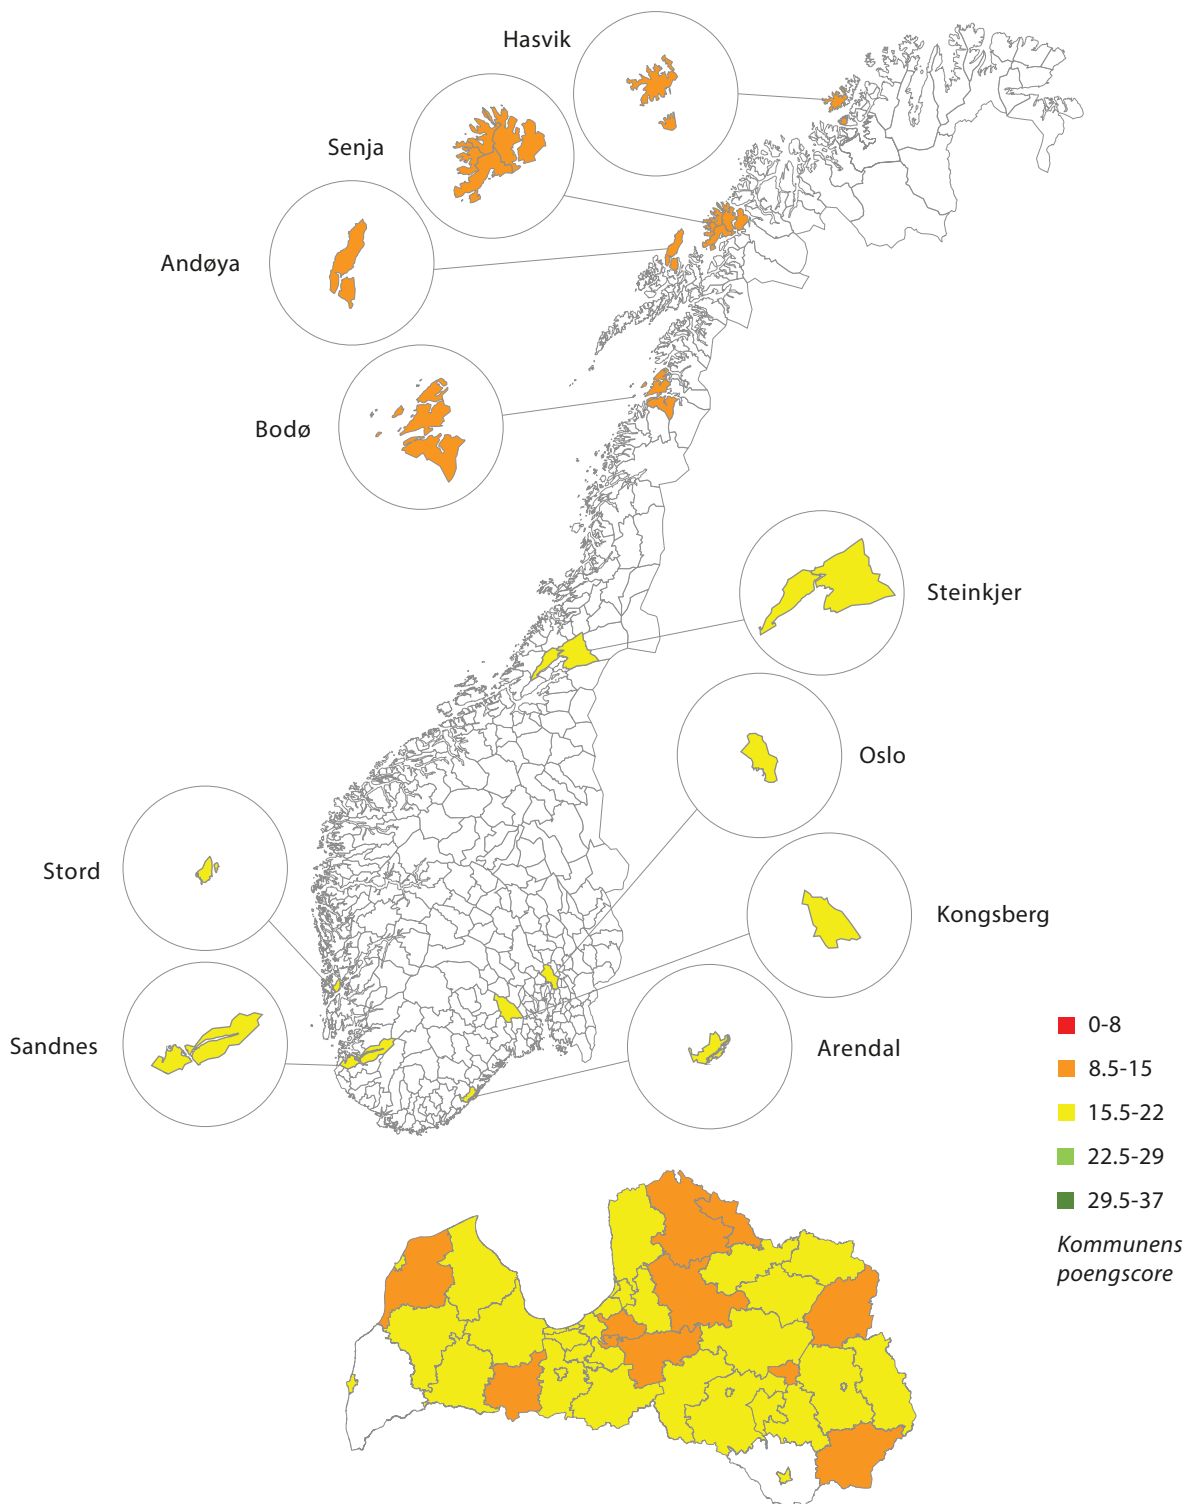 Hasvik
Senja
Andøya
Bodø
Steinkjer
Oslo
Stord
Kongsberg
Sandnes
Arendal
0-8
8.5-15
15.5-22
22.5-29
29.5-37
Kommunens
poengscore